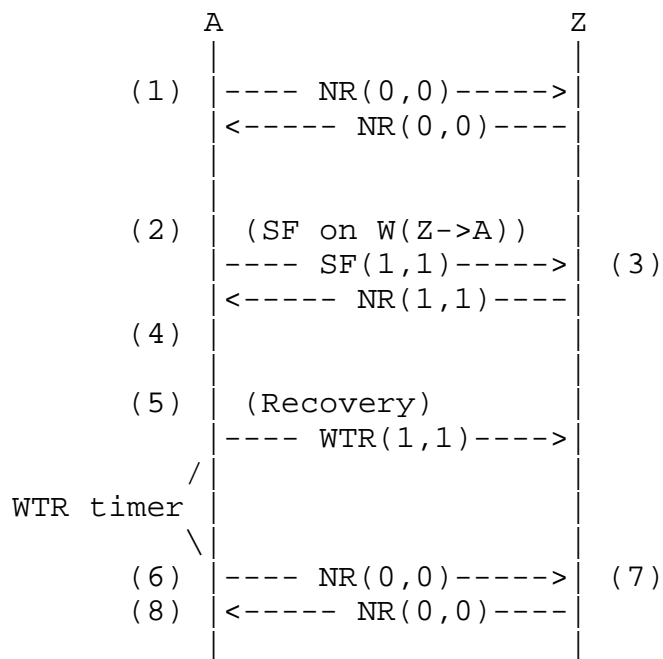 A                       Z
|                       |
(1) |---- NR(0,0)----->|
|<----- NR(0,0)----|
|                       |
|                       |
(2) | (SF on W(Z->A)) |
|---- SF(1,1)----->| (3)
|<----- NR(1,1)----|
(4) |                       |
|                       |
(5) | (Recovery) |
|---- WTR(1,1)---->|
/|                       |
WTR timer |                       |
\|                       |
(6) |---- NR(0,0)----->| (7)
(8) |<----- NR(0,0)----|
|                       |